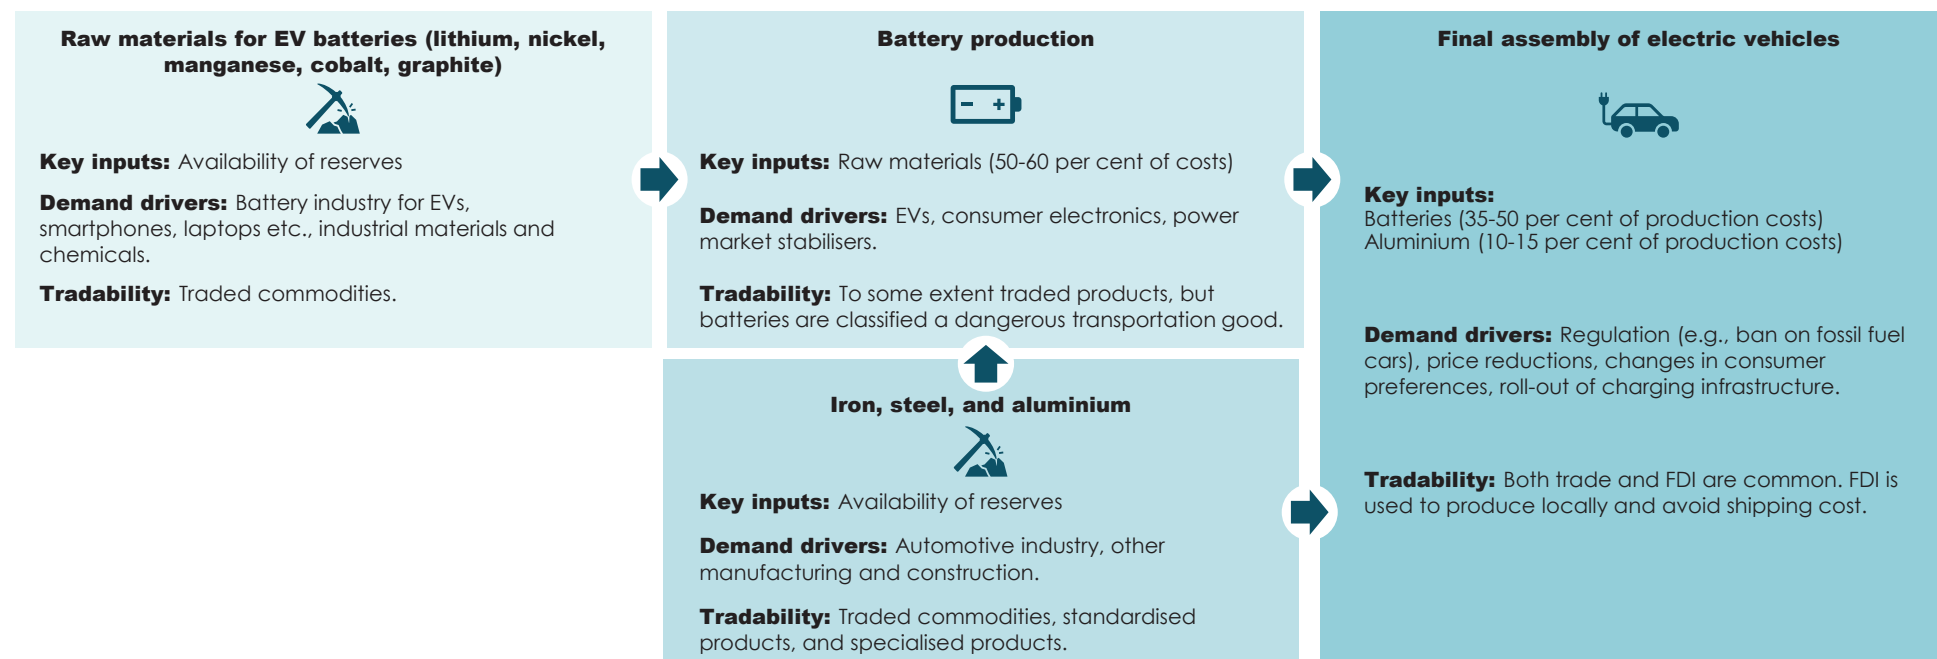 Raw materials for EV batteries (lithium, nickel,
manganese, cobalt, graphite)
Key inputs: Availability of reserves
Demand drivers: Battery industry for EVs,
smartphones, laptops etc., industrial materials and
chemicals.
Tradability: Traded commodities.
Battery production
Key inputs: Raw materials (50-60 per cent of costs)
Demand drivers: EVs, consumer electronics, power
market stabilisers.
Tradability: To some extent traded products, but
batteries are classified a dangerous transportation good.
Iron, steel, and aluminium
Key inputs: Availability of reserves
Demand drivers: Automotive industry, other
manufacturing and construction.
Tradability: Traded commodities, standardised
products, and specialised products.
Final assembly of electric vehicles
Key inputs:
Batteries (35-50 per cent of production costs)
Aluminium (10-15 per cent of production costs)
Demand drivers: Regulation (e.g., ban on fossil fuel
cars), price reductions, changes in consumer
preferences, roll-out of charging infrastructure.
Tradability: Both trade and FDI are common. FDI is
used to produce locally and avoid shipping cost.